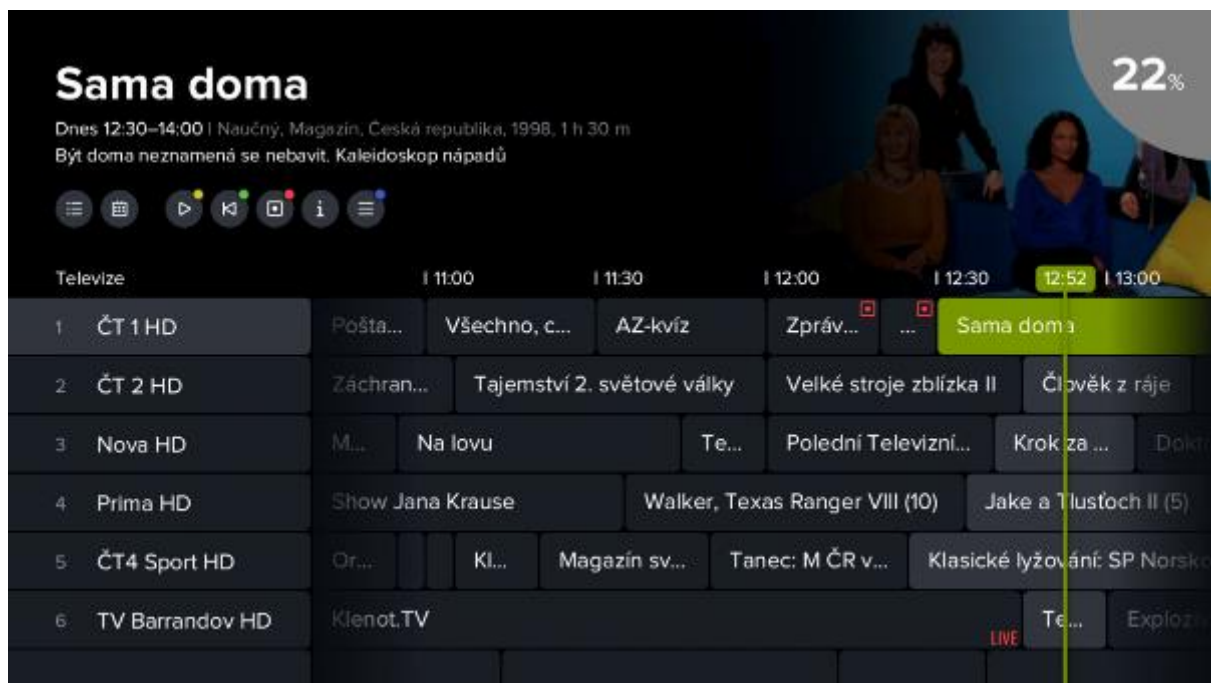 Sama doma
22%
Dnes 12:30–14:00 | Naučný, Magazín, Česká republika, 1998, 1 h 30 m
Být doma neznamená se nebavit. Kaleidoskop nápadů
Televize 11:00 11:30 12:00 12:30 12:52 13:00
1 ČT 1 HD Pošta... Všechno, c... AZ-kvíz Zpráv... ... Sama doma
2 ČT 2 HD Záchran... Tajemství 2. světové války Velké stroje zblízka II Člověk z ráje
3 Nova HD M... Na lovu Te... Polední Televizní... Krok za ... Dokt
4 Prima HD Show Jana Krause Walker, Texas Ranger VIII (10) Jake a Tlusťoch II (5)
5 ČT4 Sport HD Or... Kl... Magazín sv... Tanec: M ČR v... Klasické lyžování: SP Norsko
6 TV Barrandov HD Klenot.TV LIVE Te... Exploz